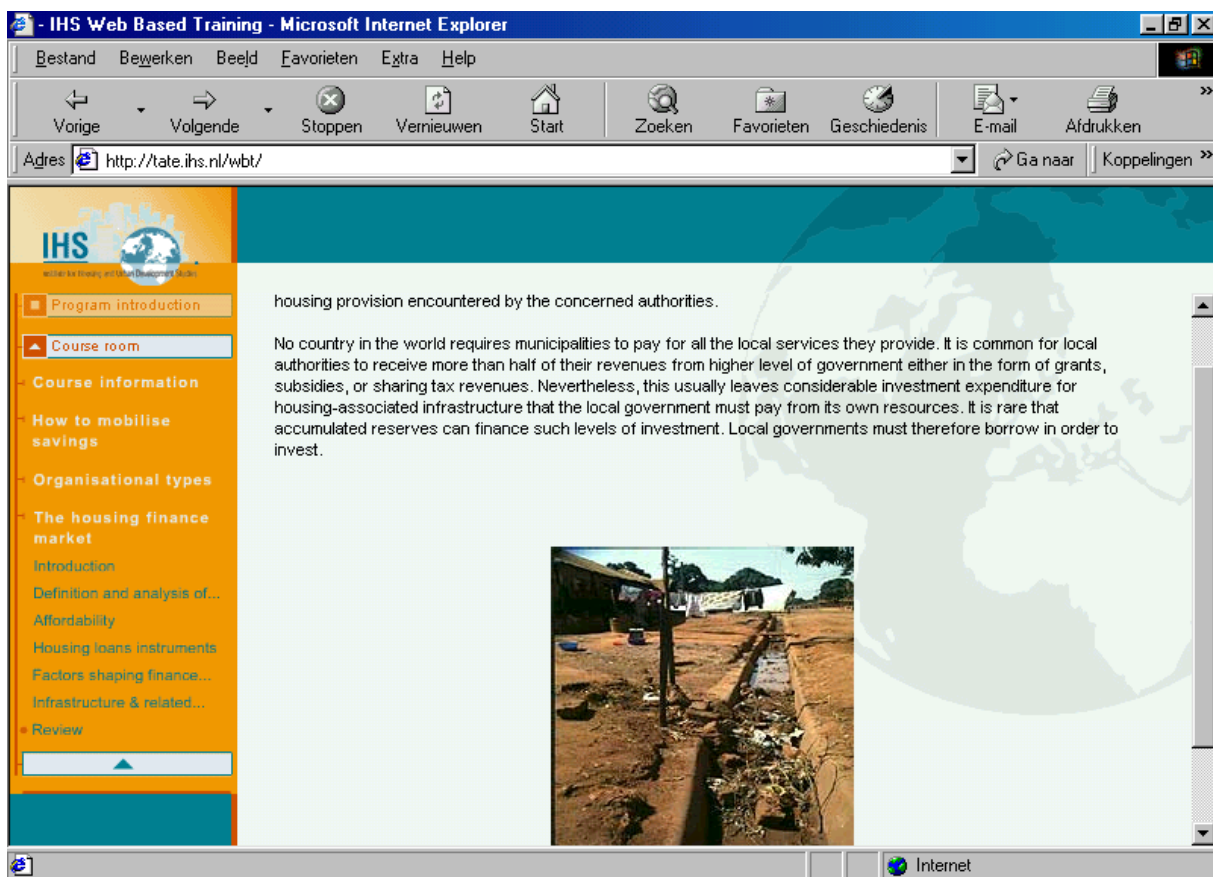 - IHS Web Based Training - Microsoft Internet Explorer
Bestand Bewerken Beeld Favorieten Extra Help
Vorige Volgende Stoppen Vernieuwen Start Zoeken Favorieten Geschiedenis E-mail Afdrukken »
Adres http://tate.ihs.nl/wbt/ Ga naar Koppelingen »
IHS
Institute for Housing and Urban Development Studies
Program introduction
Course room
Course information
How to mobilise
savings
Organisational types
The housing finance
market
Introduction
Definition and analysis of...
Affordability
Housing loans instruments
Factors shaping finance...
Infrastructure & related...
Review
housing provision encountered by the concerned authorities.
No country in the world requires municipalities to pay for all the local services they provide. It is common for local
authorities to receive more than half of their revenues from higher level of government either in the form of grants,
subsidies, or sharing tax revenues. Nevertheless, this usually leaves considerable investment expenditure for
housing-associated infrastructure that the local government must pay from its own resources. It is rare that
accumulated reserves can finance such levels of investment. Local governments must therefore borrow in order to
invest.
Internet